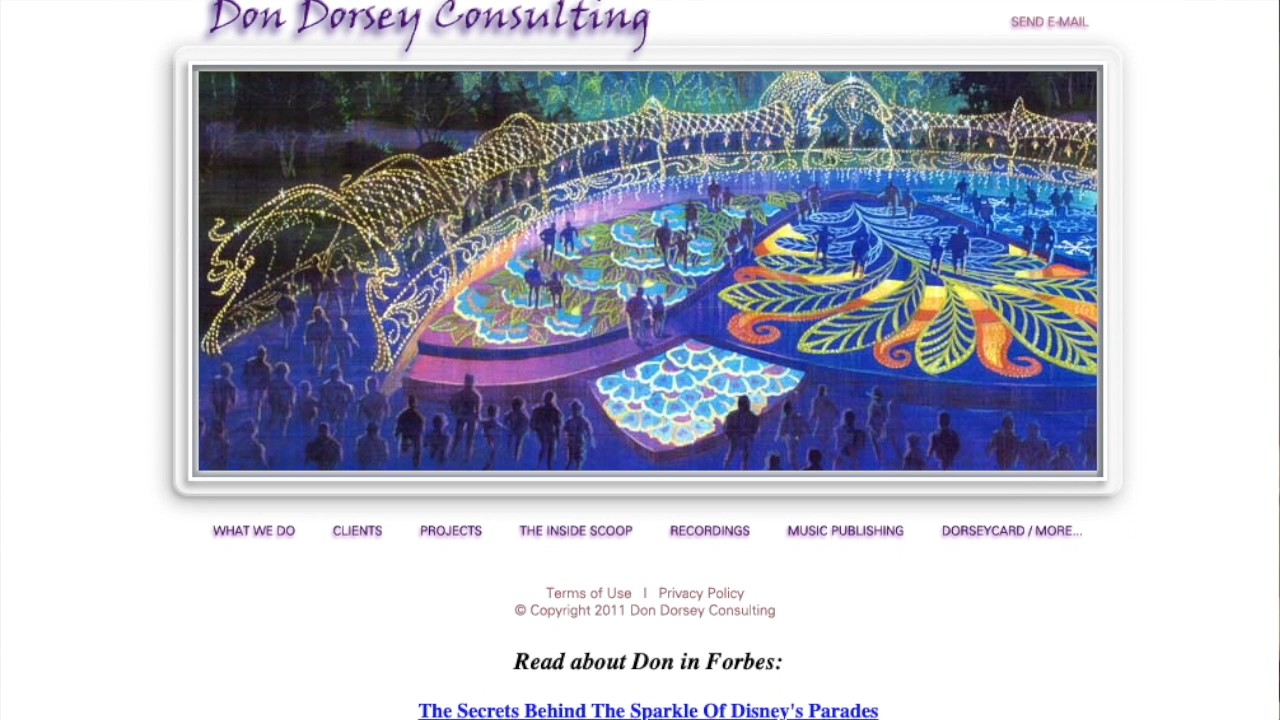 Don Dorsey Consulting
SEND E-MAIL
WHAT WE DO CLIENTS PROJECTS THE INSIDE SCOOP RECORDINGS MUSIC PUBLISHING DORSEYCARD / MORE...
Terms of Use | Privacy Policy
© Copyright 2011 Don Dorsey Consulting
Read about Don in Forbes:
The Secrets Behind The Sparkle Of Disney's Parades